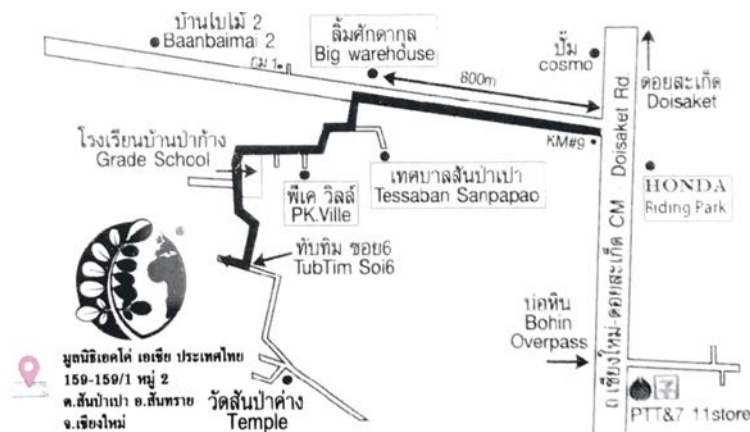 บ้านใบไม้ 2
Baanbaimai 2
กม 1
ลิ้มศักดากุล
Big warehouse
800m
ปั๊ม
cosmo
ดอยสะเก็ด
Doisaket
โรงเรียนบ้านป่าก้าง
Grade School
พีเค วิลล์
PK.Ville
เทศบาลสันป่าเปา
Tessaban Sanpapao
KM#9
HONDA
Riding Park
ถ เชียงใหม่-ดอยสะเก็ด CM - Doisaket Rd.
ทับทิม ซอย6
TubTim Soi6
บ่อหิน
Bohin
Overpass
มูลนิธิเอคโค่ เอเชีย ประเทศไทย
159-159/1 หมู่ 2
ต.สันป่าเปา อ.สันทราย
จ.เชียงใหม่
วัดสันป่าค่าง
Temple
7
PTT&7 11store